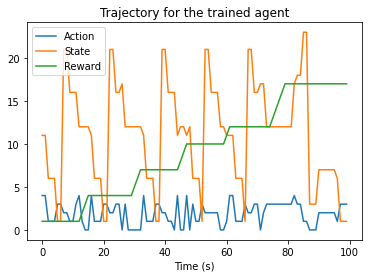 Trajectory for the trained agent
Action
State
Reward
20
15
10
5
0
0 20 40 60 80 100
Time (s)